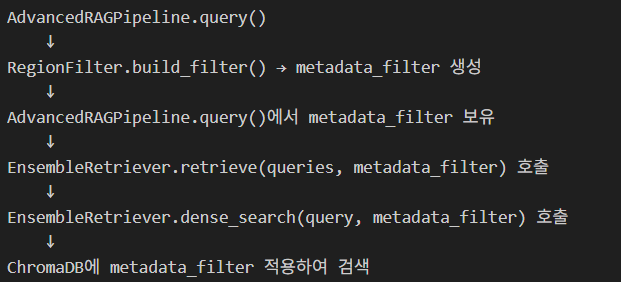 AdvancedRAGPipeline.query()
↓
RegionFilter.build_filter() → metadata_filter 생성
↓
AdvancedRAGPipeline.query()에서 metadata_filter 보유
↓
EnsembleRetriever.retrieve(queries, metadata_filter) 호출
↓
EnsembleRetriever.dense_search(query, metadata_filter) 호출
↓
ChromaDB에 metadata_filter 적용하여 검색